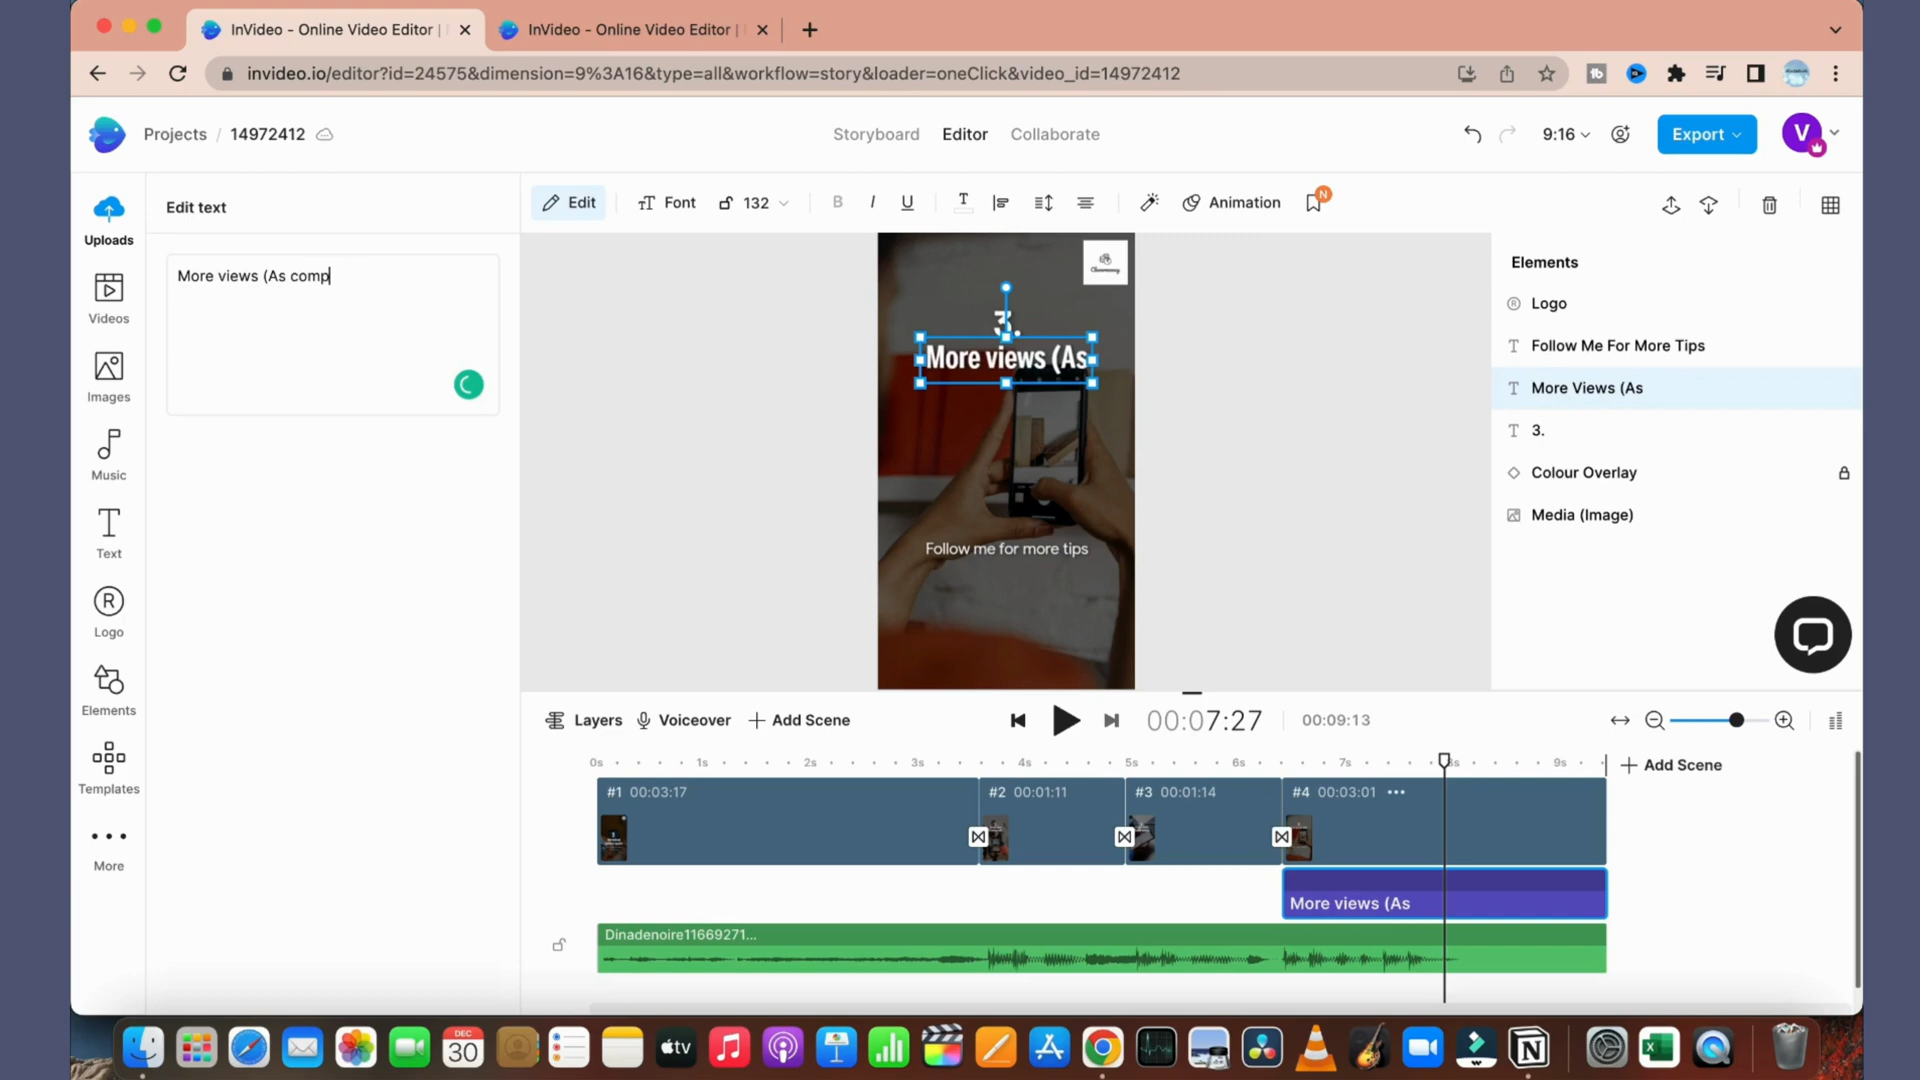 InVideo - Online Video Editor |
InVideo - Online Video Editor |
invideo.io/editor?id=24575&dimension=9%3A16&type=all&workflow=story&loader=oneClick&video_id=14972412
Projects / 14972412
Storyboard
Editor
Collaborate
9:16
Export
V
Uploads
Videos
Images
Music
Text
Logo
Elements
Templates
More
Edit text
More views (As comp
Edit
Font
132
B I U
Animation
N
3.
More views (As
Follow me for more tips
Elements
Logo
Follow Me For More Tips
More Views (As
3.
Colour Overlay
Media (Image)
Layers
Voiceover
Add Scene
00:07:27
00:09:13
0s 1s 2s 3s 4s 5s 6s 7s 8s 9s
Add Scene
#1 00:03:17
#2 00:01:11
#3 00:01:14
#4 00:03:01
More views (As
Dinadenoire11669271...
DEC
30
tv